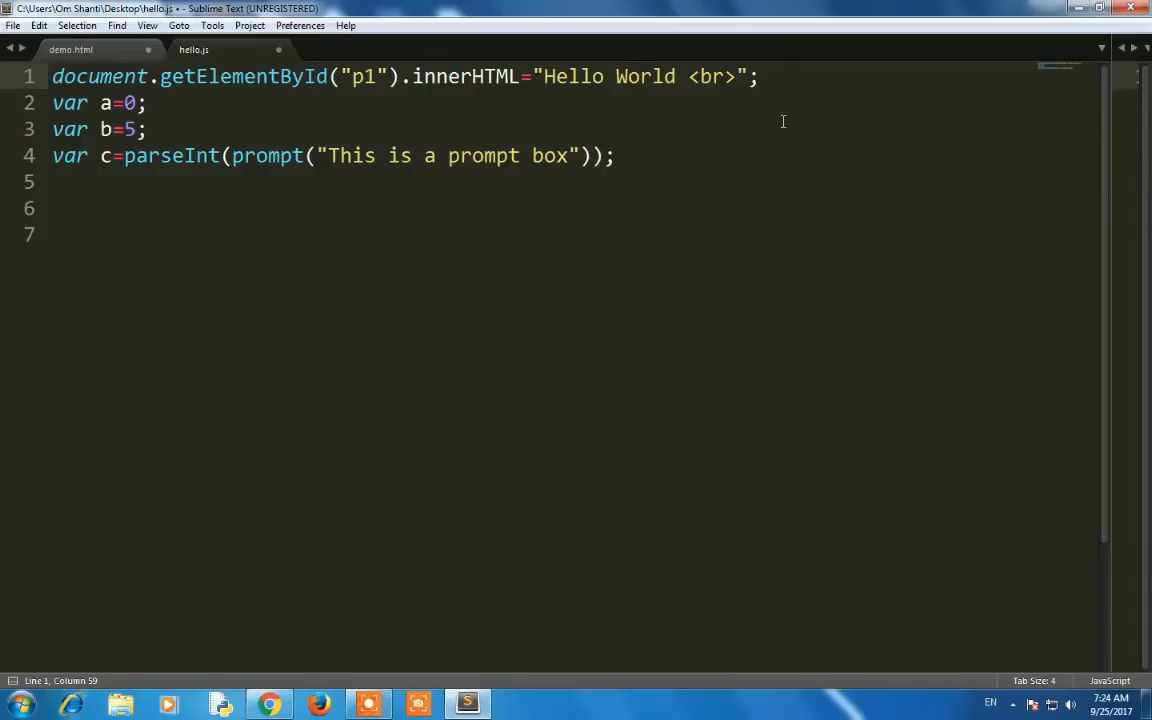 C:\Users\Om Shanti\Desktop\hello.js • - Sublime Text (UNREGISTERED)
File Edit Selection Find View Goto Tools Project Preferences Help
demo.html hello.js
1 document.getElementById("p1").innerHTML="Hello World <br>";
2 var a=0;
3 var b=5;
4 var c=parseInt(prompt("This is a prompt box"));
5
6
7
Line 1, Column 59 Tab Size: 4 JavaScript
EN 7:24 AM
9/25/2017